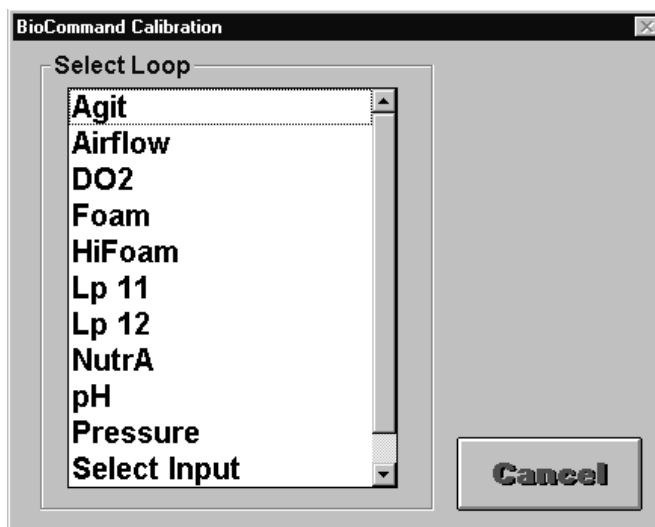 BioCommand Calibration
Select Loop
Agit
Airflow
DO2
Foam
HiFoam
Lp 11
Lp 12
NutrA
pH
Pressure
Select Input
Cancel